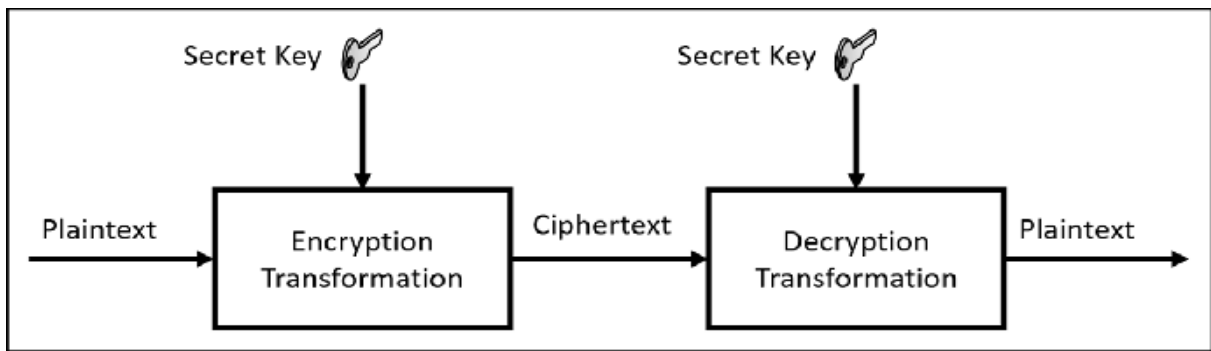 Secret Key
Secret Key
Plaintext
Encryption
Transformation
Ciphertext
Decryption
Transformation
Plaintext